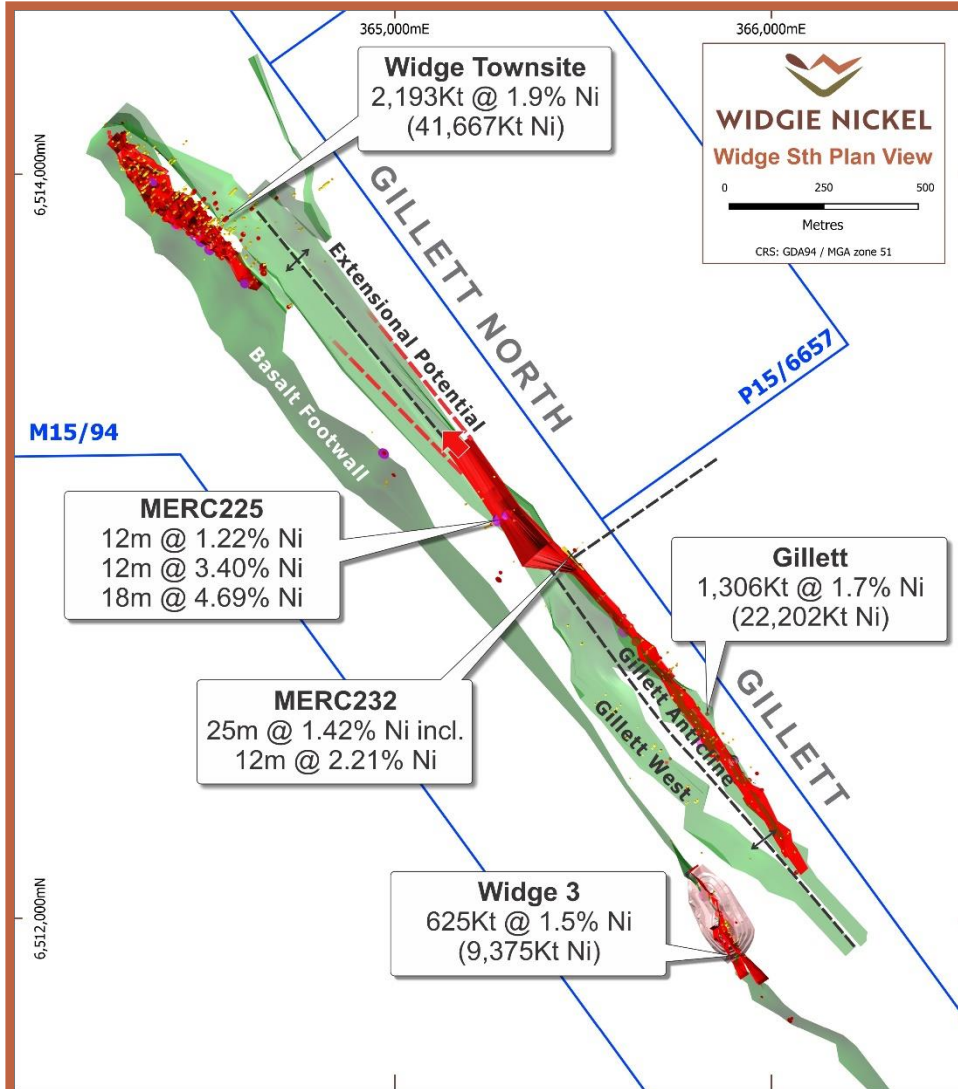 365,000mE
366,000mE
WIDGIE NICKEL
Widge Sth Plan View
0 250 500
Metres
CRS: GDA94 / MGA zone 51
Widge Townsite
2,193Kt @ 1.9% Ni
(41,667Kt Ni)
6,514,000mN
GILLETT NORTH
Extensional Potential
Basalt Footwall
P15/6657
M15/94
MERC225
12m @ 1.22% Ni
12m @ 3.40% Ni
18m @ 4.69% Ni
Gillett
1,306Kt @ 1.7% Ni
(22,202Kt Ni)
MERC232
25m @ 1.42% Ni incl.
12m @ 2.21% Ni
Gillett Anticline
Gillett West
GILLETT
Widge 3
625Kt @ 1.5% Ni
(9,375Kt Ni)
6,512,000mN